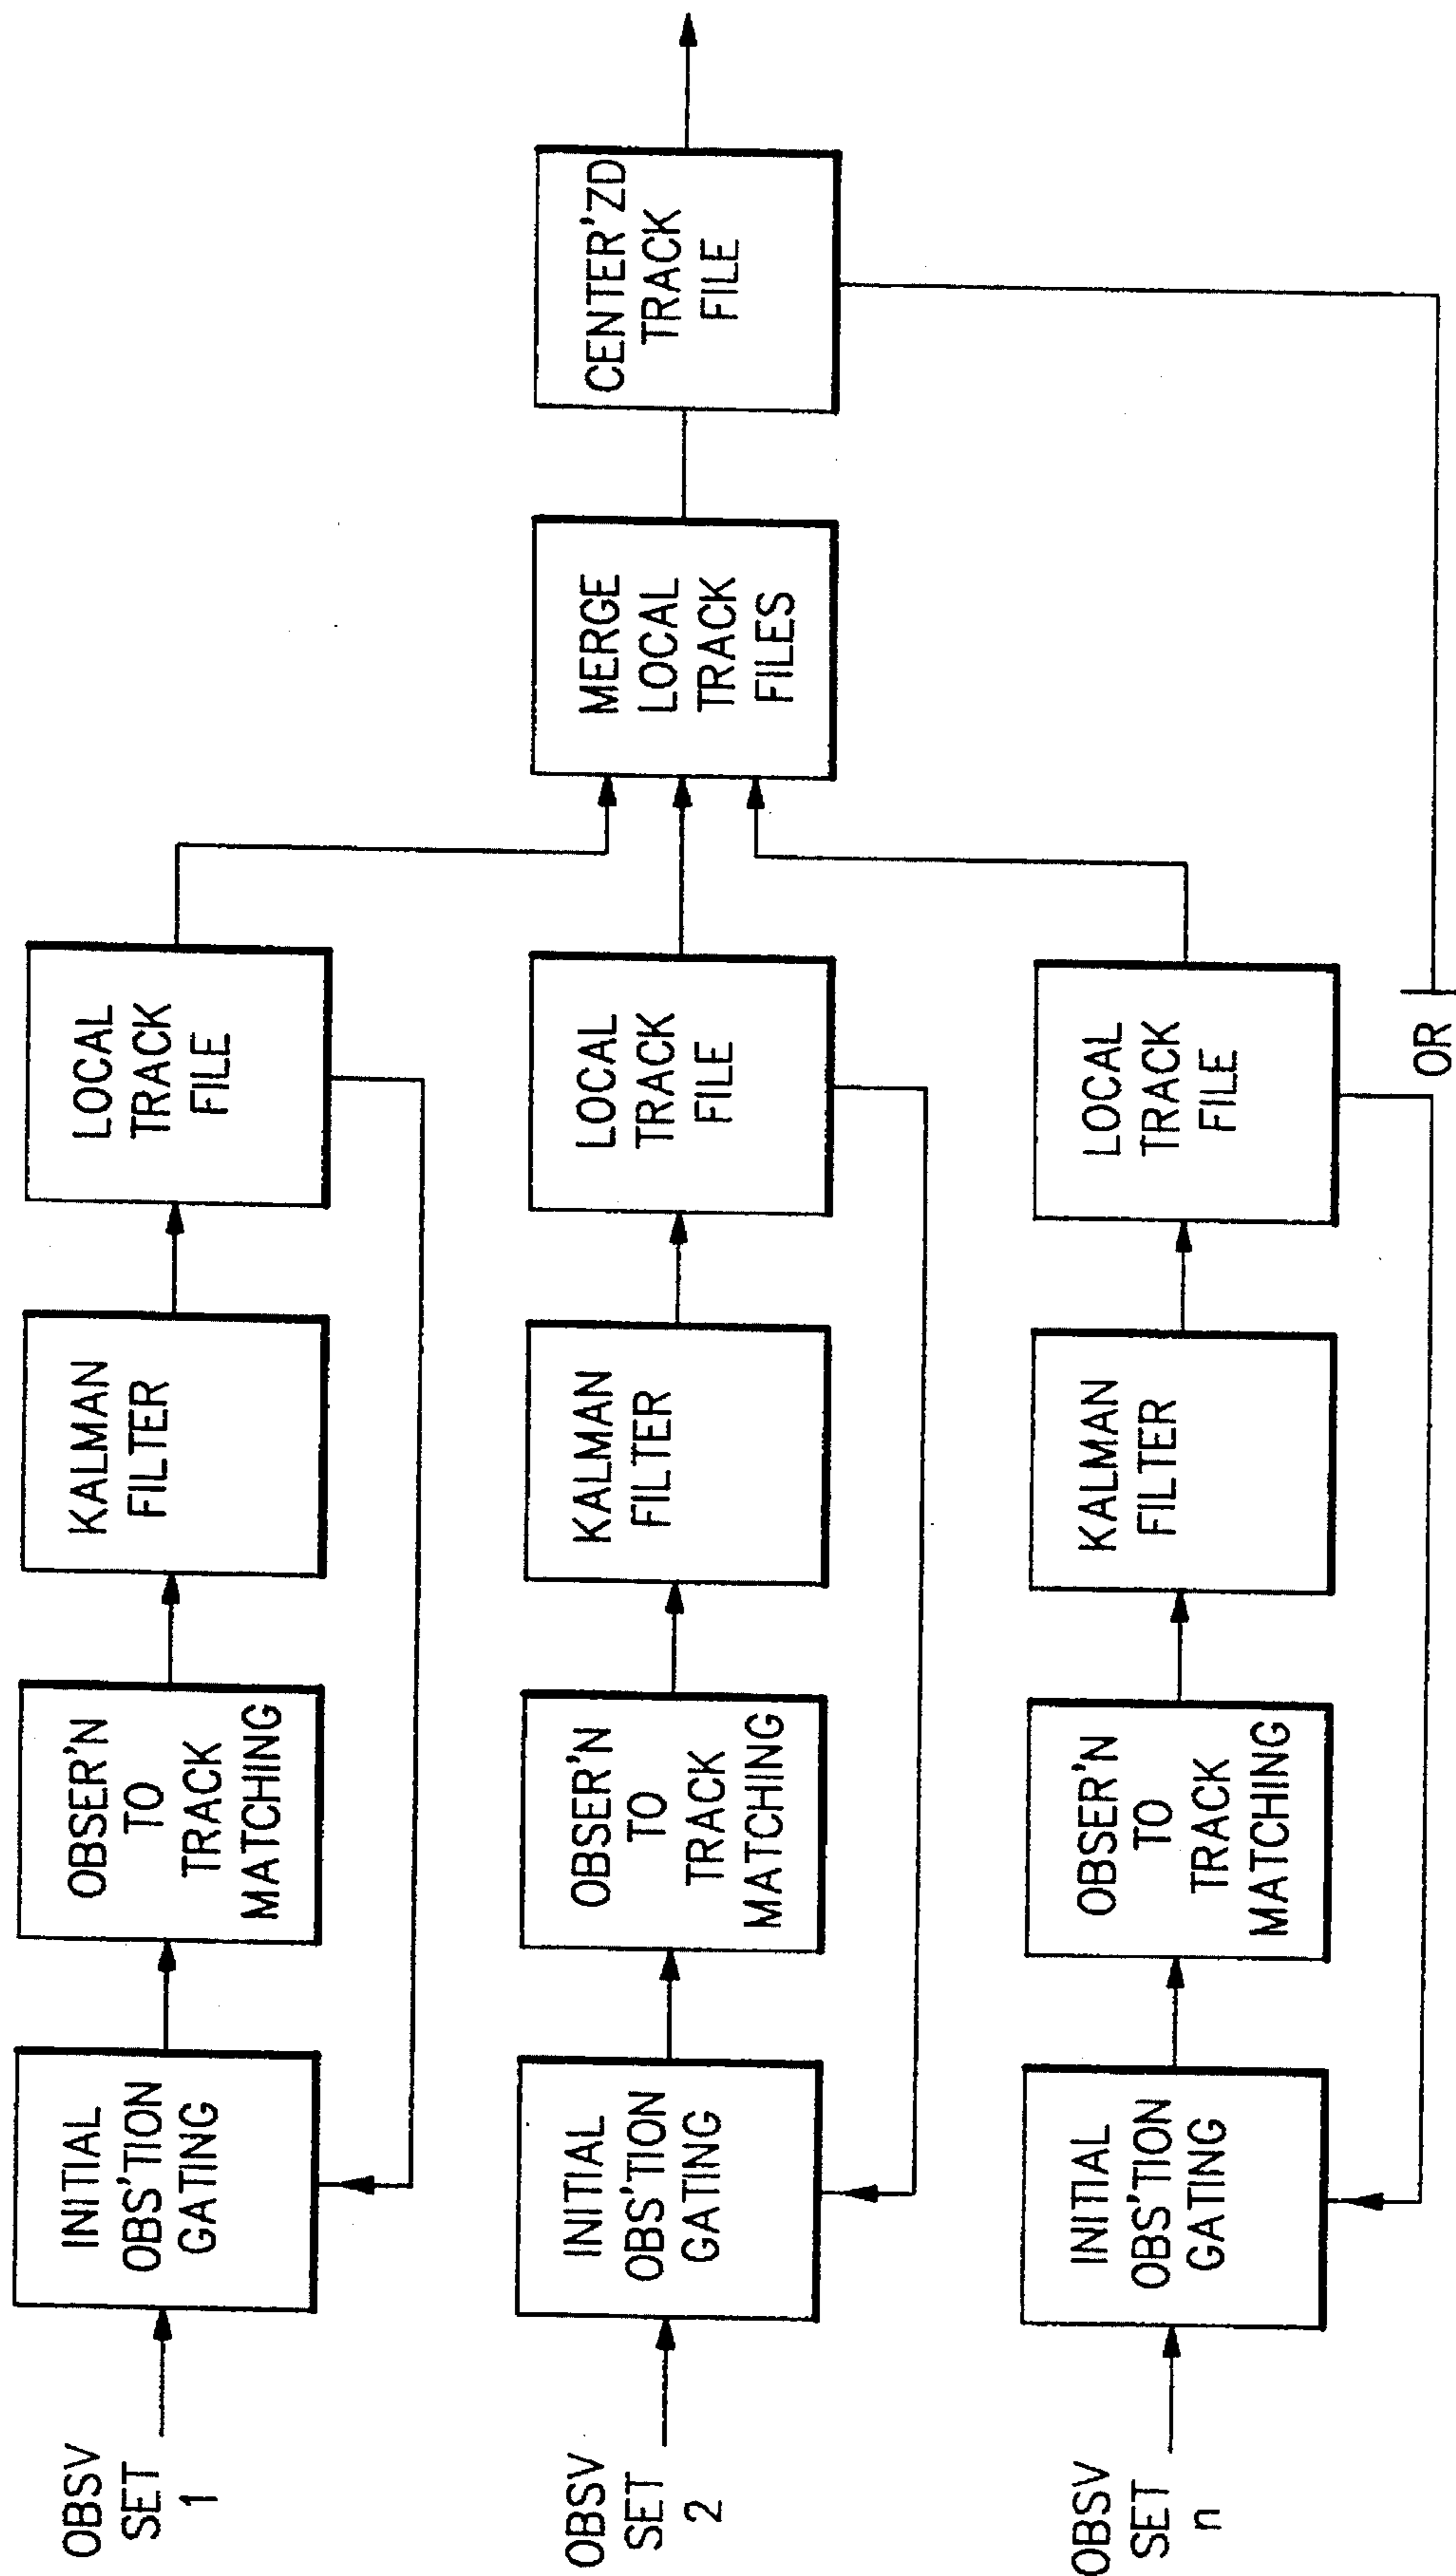 OBSV
SET
1
INITIAL
OBS'TION
GATING
OBSER'N
TO
TRACK
MATCHING
KALMAN
FILTER
LOCAL
TRACK
FILE
OBSV
SET
2
INITIAL
OBS'TION
GATING
OBSER'N
TO
TRACK
MATCHING
KALMAN
FILTER
LOCAL
TRACK
FILE
MERGE
LOCAL
TRACK
FILES
CENTER'ZD
TRACK
FILE
OBSV
SET
n
INITIAL
OBS'TION
GATING
OBSER'N
TO
TRACK
MATCHING
KALMAN
FILTER
LOCAL
TRACK
FILE
OR